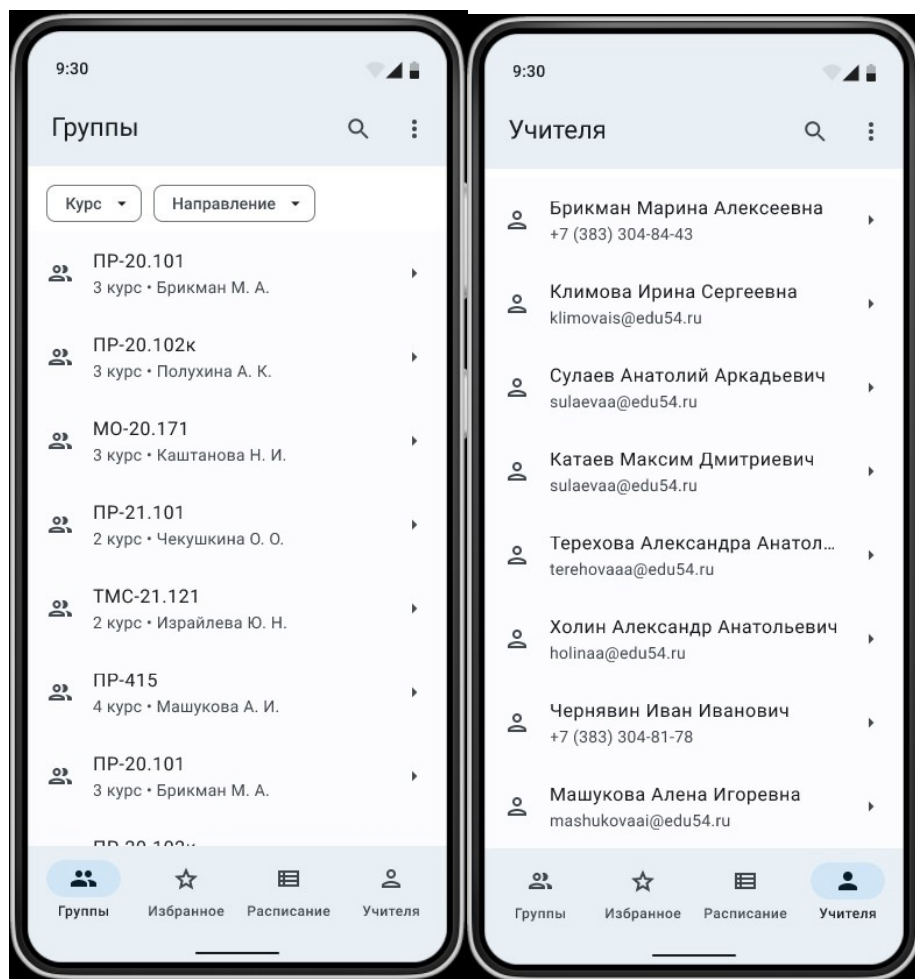 9:30
Группы
Курс
Направление
ПР-20.101
3 курс • Брикман М. А.
ПР-20.102к
3 курс • Полухина А. К.
МО-20.171
3 курс • Каштанова Н. И.
ПР-21.101
2 курс • Чекушкина О. О.
ТМС-21.121
2 курс • Израйлева Ю. Н.
ПР-415
4 курс • Машукова А. И.
ПР-20.101
3 курс • Брикман М. А.
Группы Избранное Расписание Учителя
9:30
Учителя
Брикман Марина Алексеевна
+7 (383) 304-84-43
Климова Ирина Сергеевна
klimovais@edu54.ru
Сулаев Анатолий Аркадьевич
sulaevaa@edu54.ru
Катаев Максим Дмитриевич
sulaevaa@edu54.ru
Терехова Александра Анатол...
terehovaaa@edu54.ru
Холин Александр Анатольевич
holinaa@edu54.ru
Чернявин Иван Иванович
+7 (383) 304-81-78
Машукова Алена Игоревна
mashukovaai@edu54.ru
Группы Избранное Расписание Учителя